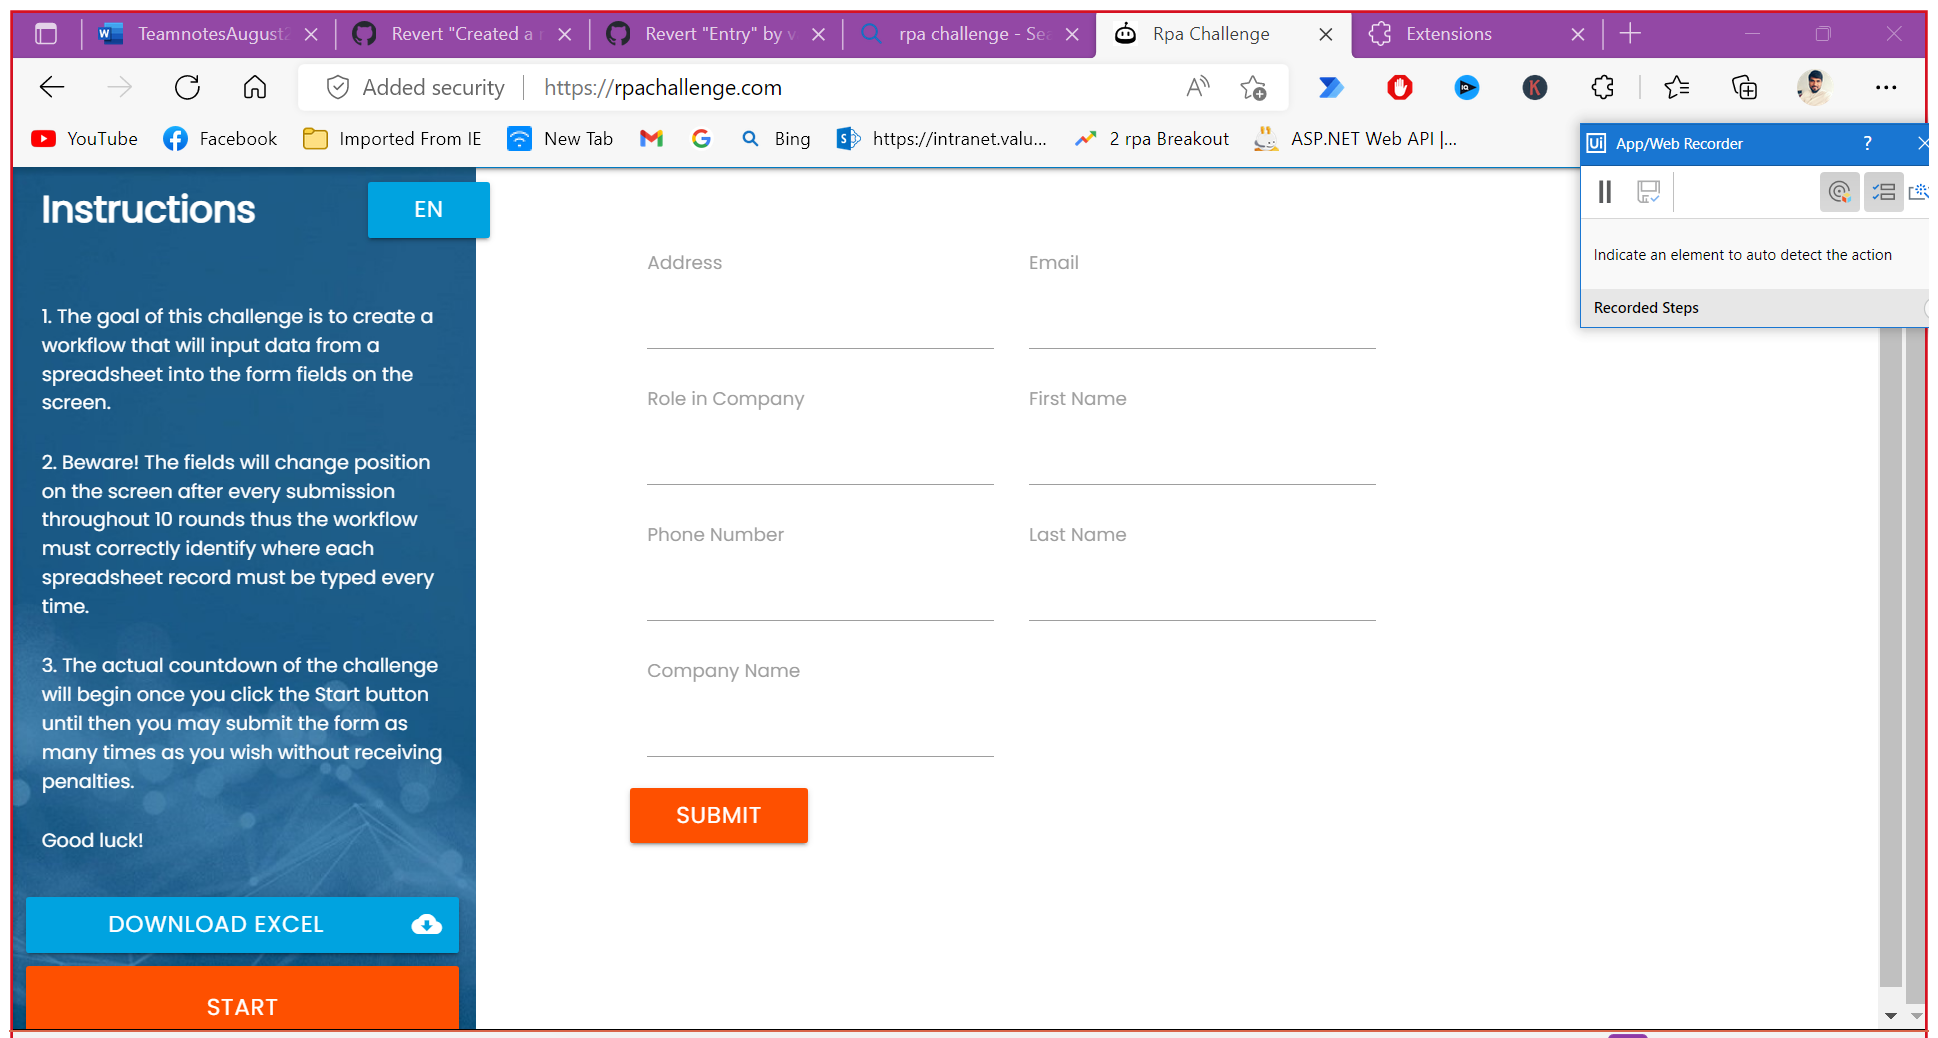 TeamnotesAugust2
Revert "Created a r
Revert "Entry" by v
rpa challenge - Sea
Rpa Challenge
Extensions
Added security
https://rpachallenge.com
YouTube
Facebook
Imported From IE
New Tab
Bing
https://intranet.valu...
2 rpa Breakout
ASP.NET Web API |...
Ui App/Web Recorder ?
Indicate an element to auto detect the action
Recorded Steps
Instructions
EN
1. The goal of this challenge is to create a
workflow that will input data from a
spreadsheet into the form fields on the
screen.
2. Beware! The fields will change position
on the screen after every submission
throughout 10 rounds thus the workflow
must correctly identify where each
spreadsheet record must be typed every
time.
3. The actual countdown of the challenge
will begin once you click the Start button
until then you may submit the form as
many times as you wish without receiving
penalties.
Good luck!
DOWNLOAD EXCEL
START
Address
Email
Role in Company
First Name
Phone Number
Last Name
Company Name
SUBMIT